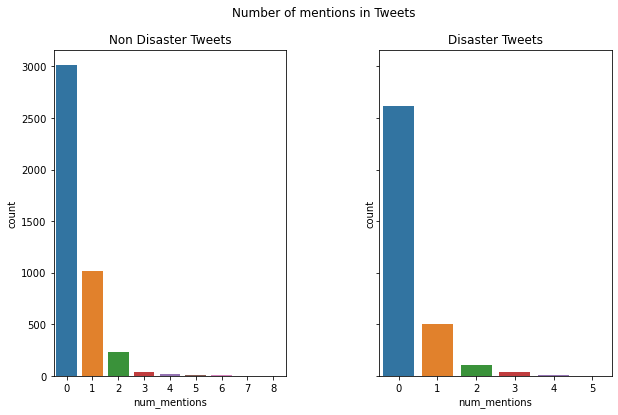 Number of mentions in Tweets
Non Disaster Tweets
3000
2500
2000
1500
1000
500
0
count
0 1 2 3 4 5 6 7 8
num_mentions
Disaster Tweets
count
0 1 2 3 4 5
num_mentions